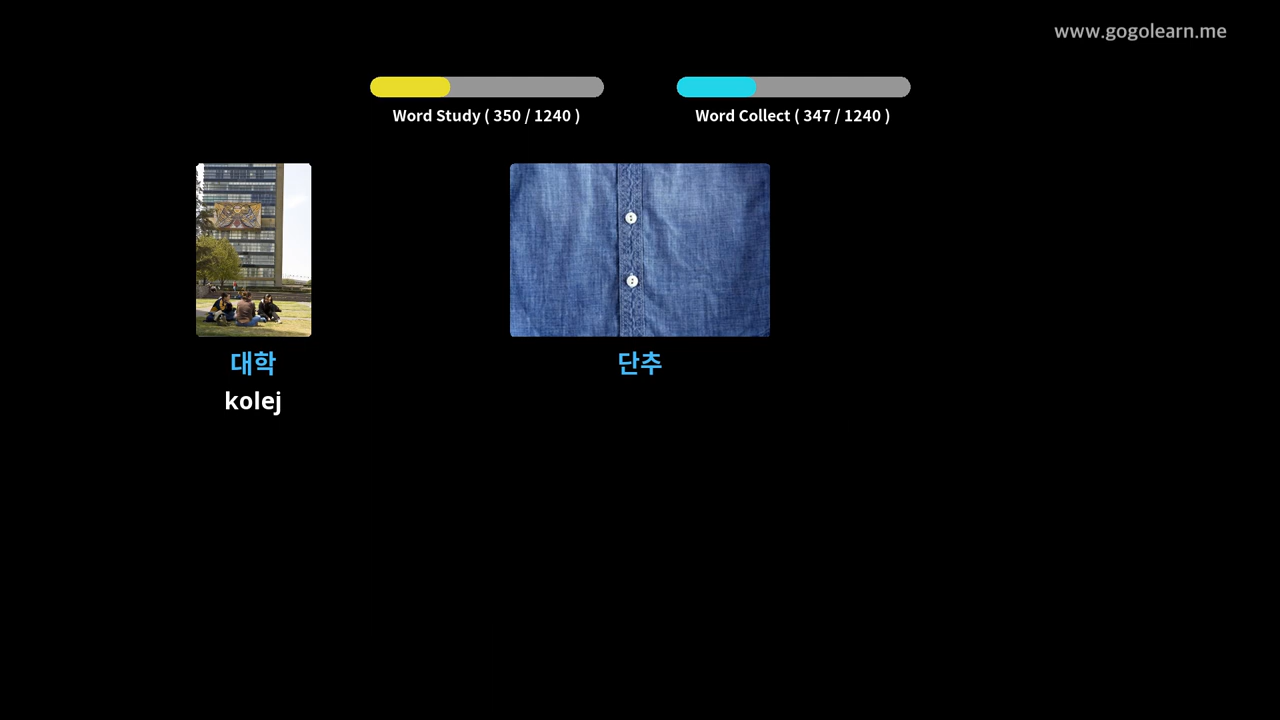 www.gogolearn.me
Word Study ( 350 / 1240 )
Word Collect ( 347 / 1240 )
대학
kolej
단추